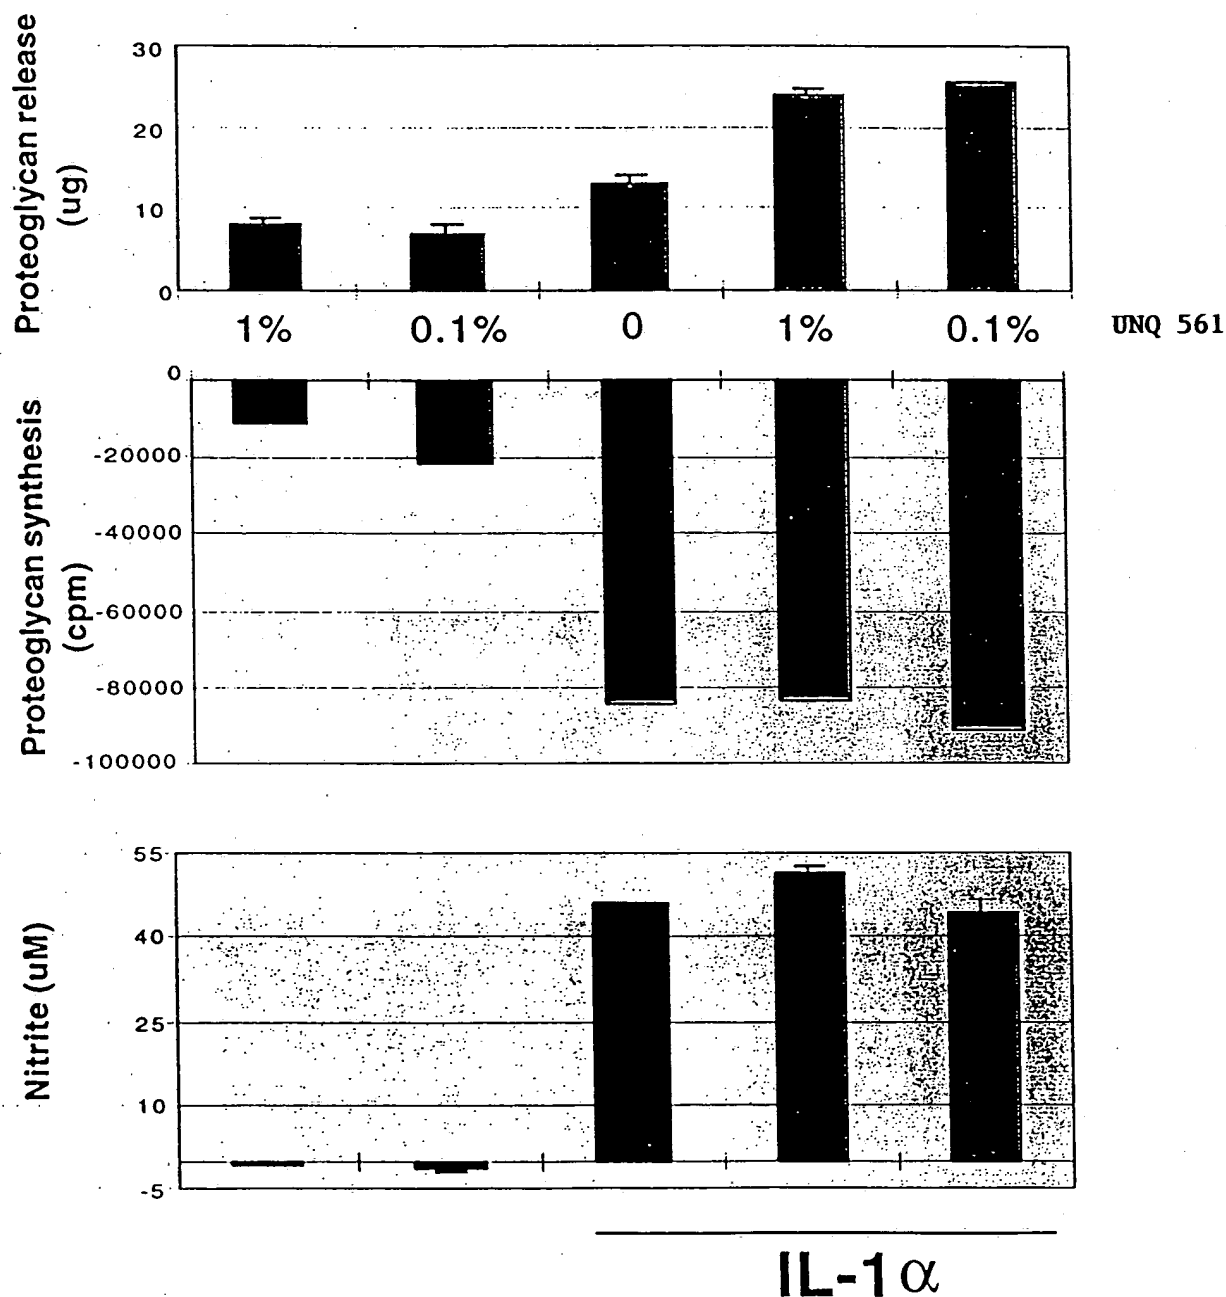 Proteoglycan release
(ug)
30
20
10
0
1% 0.1% 0 1% 0.1% UNQ 561
Proteoglycan synthesis
(cpm)
0
-20000
-40000
-60000
-80000
-100000
Nitrite (uM)
55
40
25
10
-5
IL-1α